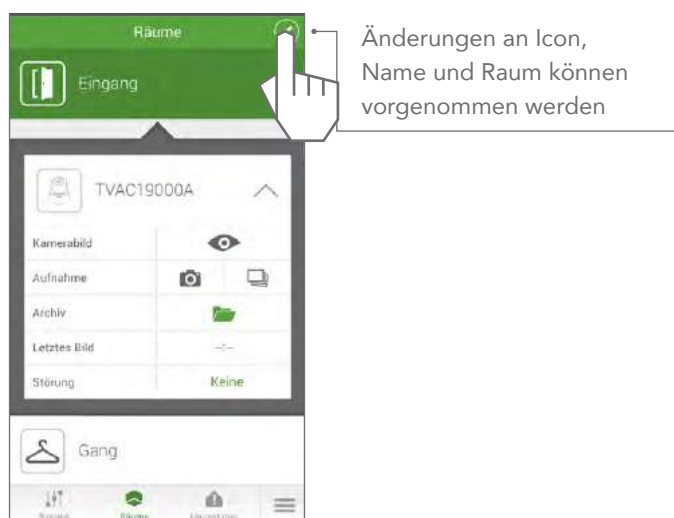 Räume
Änderungen an Icon,
Name und Raum können
vorgenommen werden
Eingang
TVAC19000A
Kamerabild
Aufnahme
Archiv
Letztes Bild
--:--
Störung
Keine
Gang
Räume